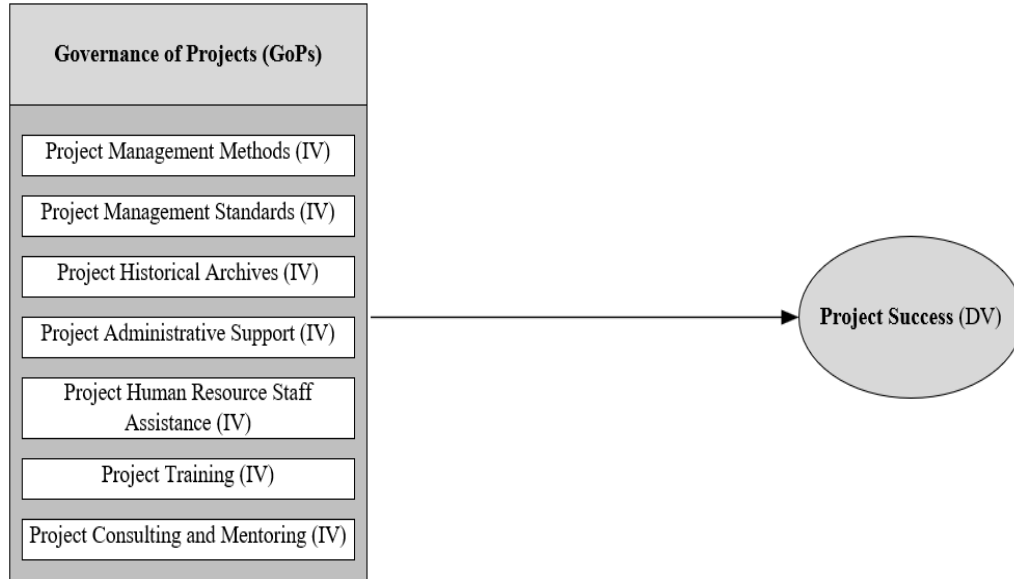 Governance of Projects (GoPs)
Project Management Methods (IV)
Project Management Standards (IV)
Project Historical Archives (IV)
Project Administrative Support (IV)
Project Human Resource Staff
Assistance (IV)
Project Training (IV)
Project Consulting and Mentoring (IV)
Project Success (DV)